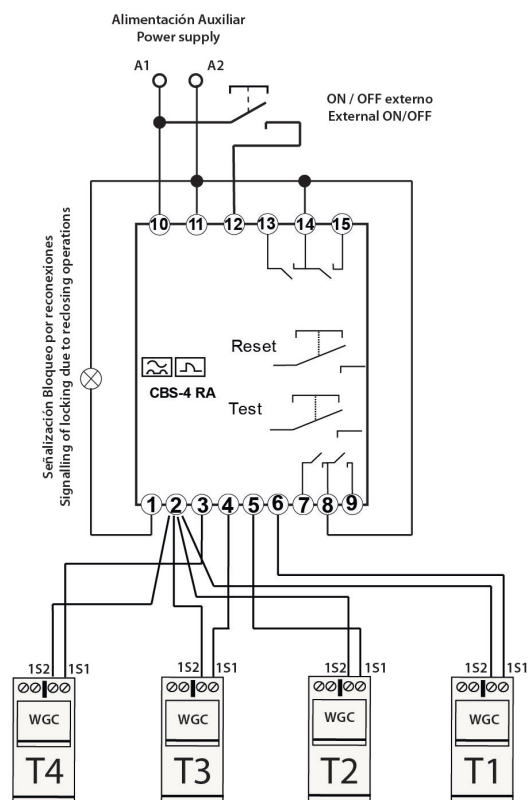 Alimentación Auxiliar
Power supply
A1
A2
ON / OFF externo
External ON/OFF
10 11 12 13 14 15
Señalización Bloqueo por reconexiones
Signalling of locking due to reclosing operations
Reset
CBS-4 RA
Test
1 2 3 4 5 6 7 8 9
1S2 1S1 1S2 1S1 1S2 1S1 1S2 1S1
WGC WGC WGC WGC
T4 T3 T2 T1